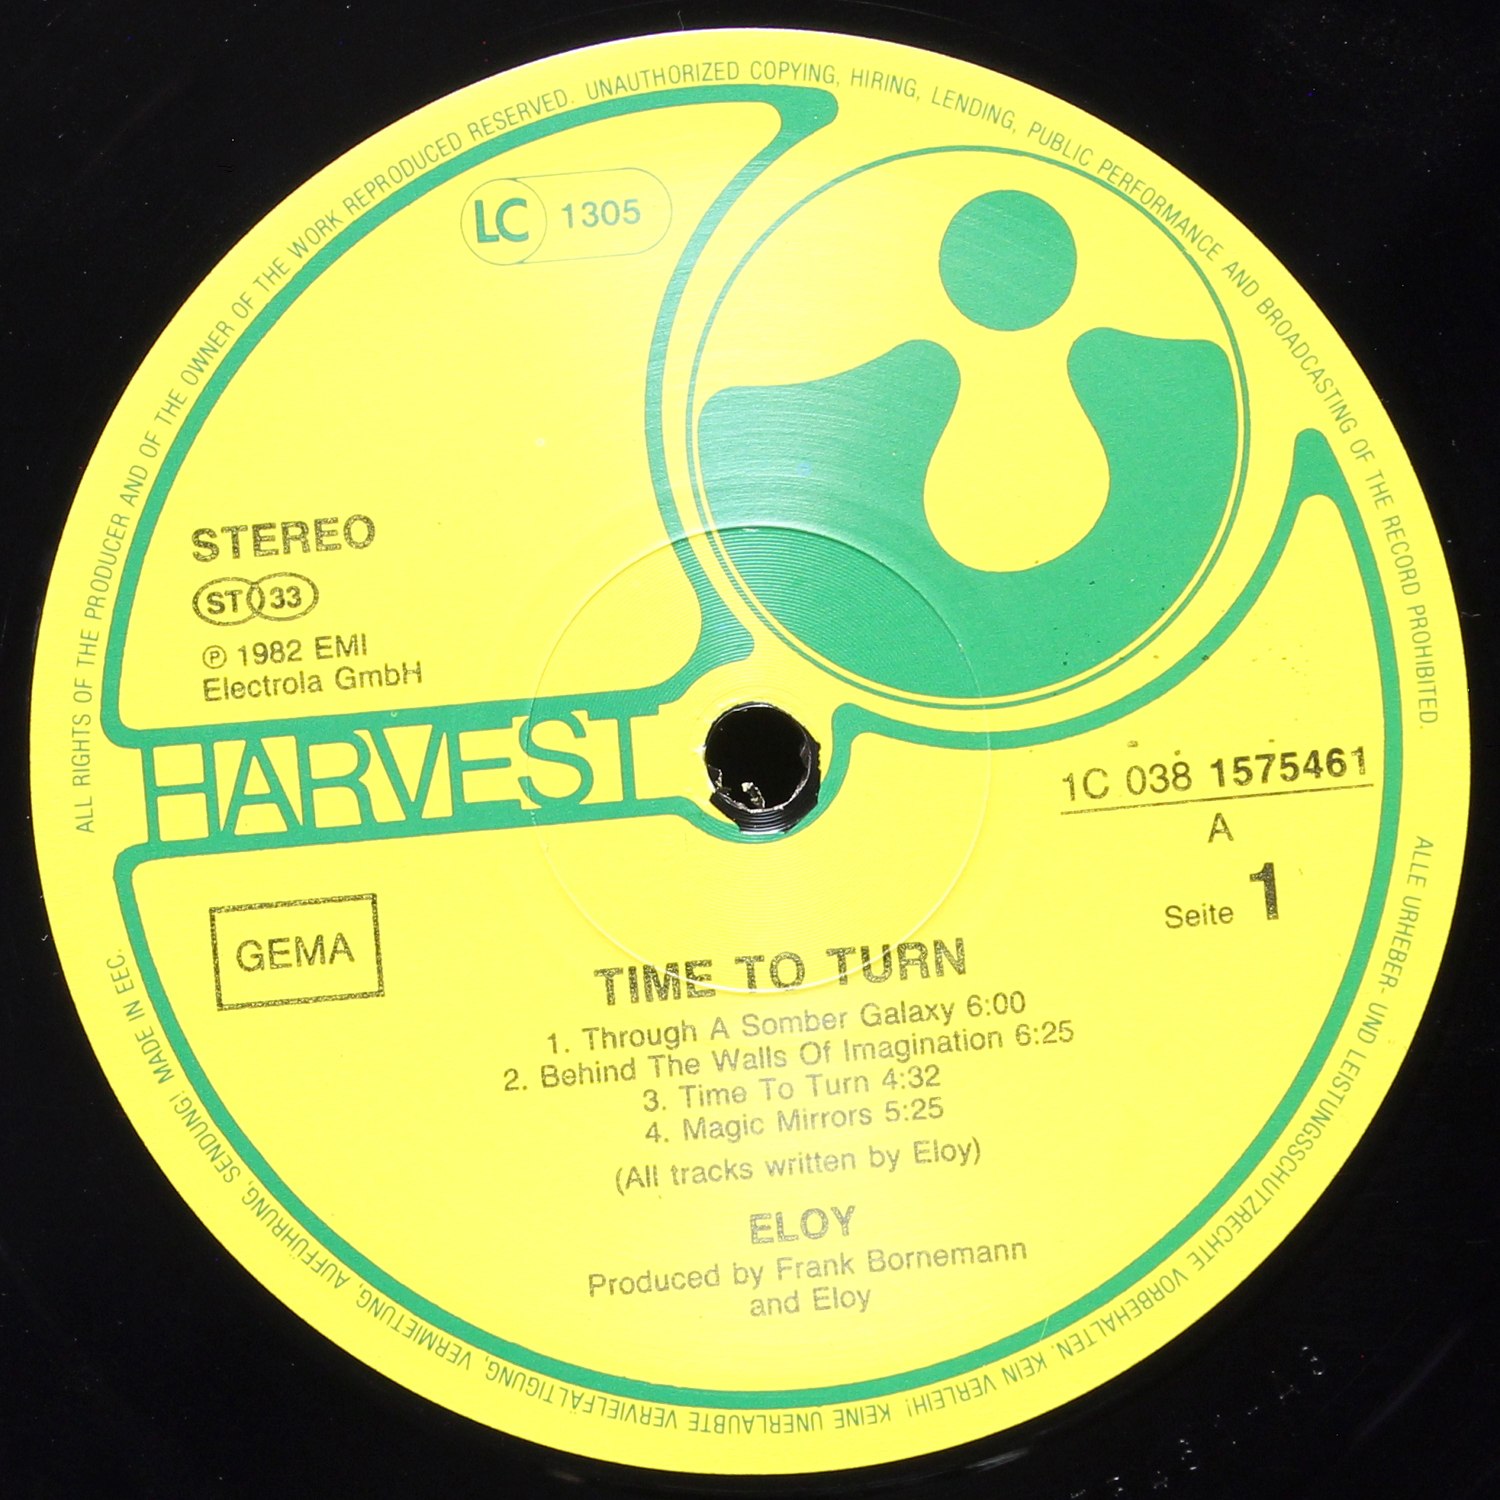 ALL RIGHTS OF THE PRODUCER AND OF THE OWNER OF THE WORK REPRODUCED RESERVED. UNAUTHORIZED COPYING, HIRING, LENDING, PUBLIC PERFORMANCE AND BROADCASTING OF THE RECORD PROHIBITED.
LC 1305
STEREO
ST 33
℗ 1982 EMI
Electrola GmbH
HARVEST
1C 038 1575461
A
Seite 1
GEMA
TIME TO TURN
1. Through A Somber Galaxy 6:00
2. Behind The Walls Of Imagination 6:25
3. Time To Turn 4:32
4. Magic Mirrors 5:25
(All tracks written by Eloy)
ELOY
Produced by Frank Bornemann
and Eloy
ALLE URHEBER- UND LEISTUNGSSCHUTZRECHTE VORBEHALTEN. KEIN VERLEIH! KEINE UNERLAUBTE VERVIELFÄLTIGUNG, VERMIETUNG, AUFFÜHRUNG, SENDUNG! MADE IN EEC.